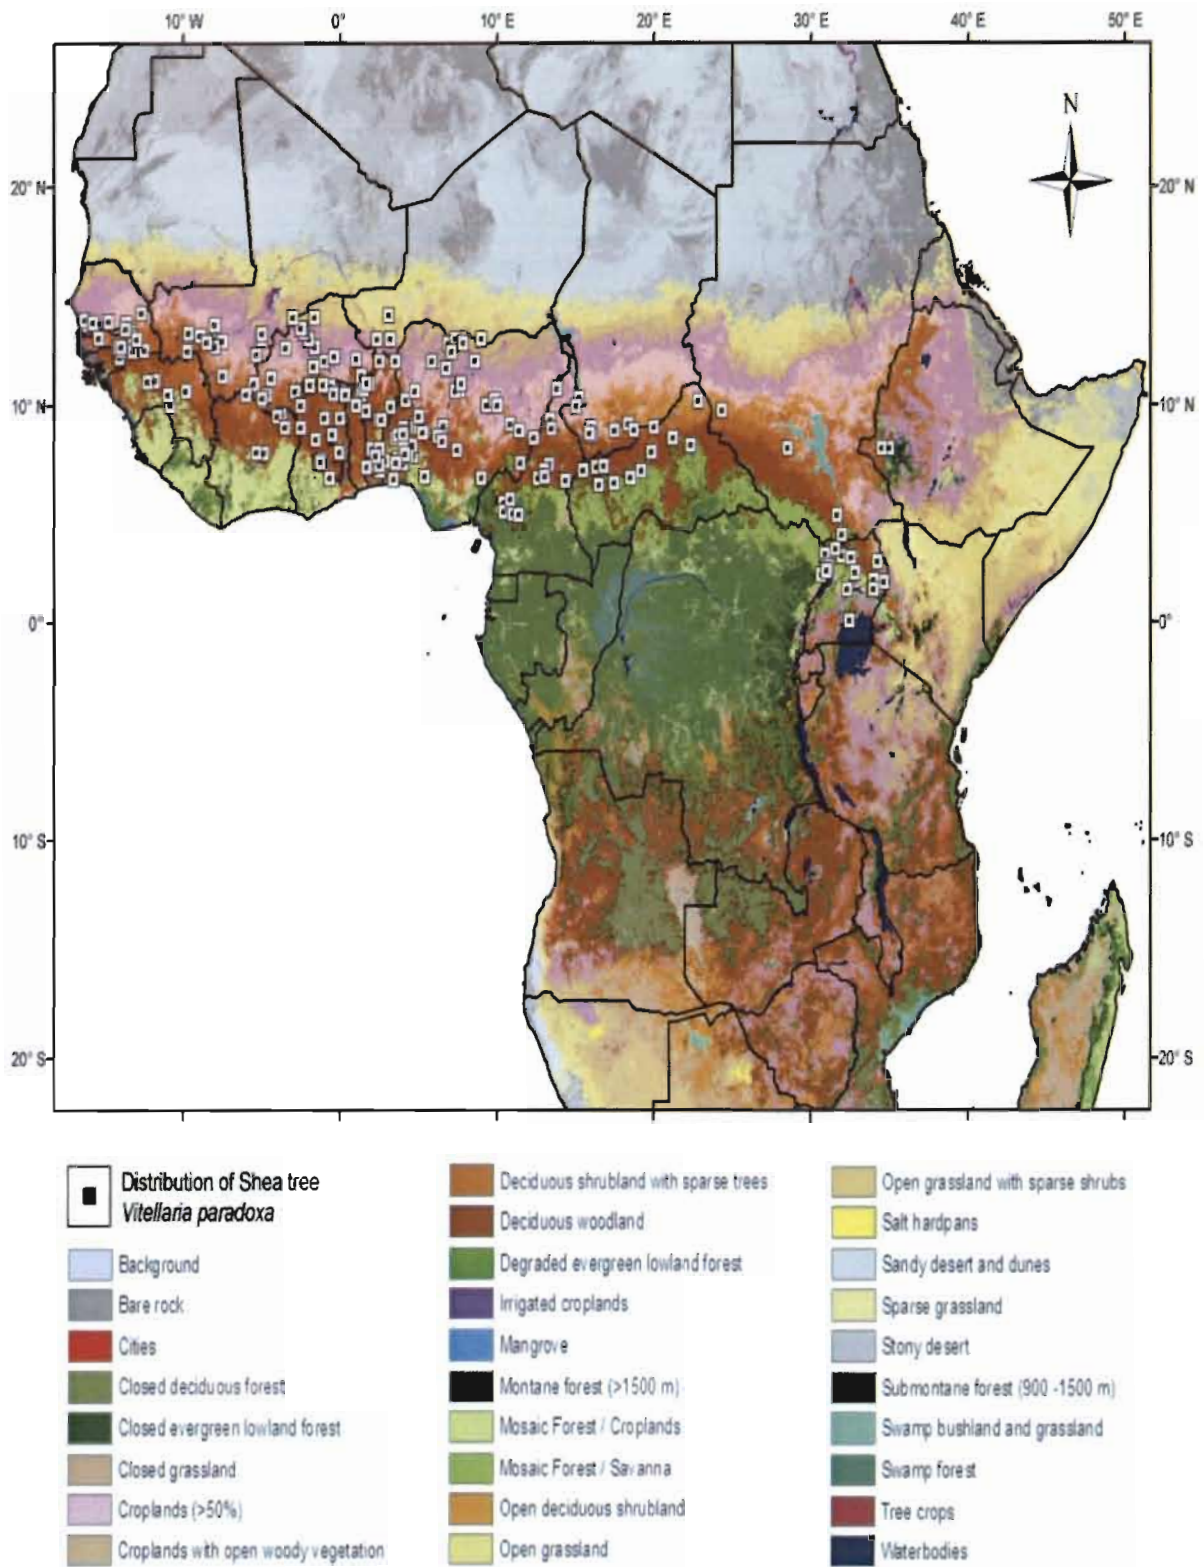 10° W 0° 10° E 20° E 30° E 40° E 50° E
N
20° N 20° N
10° N 10° N
0° 0°
10° S 10° S
20° S 20° S
Distribution of Shea tree
Vitellaria paradoxa
Background
Bare rock
Cities
Closed deciduous forest
Closed evergreen lowland forest
Closed grassland
Croplands (>50%)
Croplands with open woody vegetation
Deciduous shrubland with sparse trees
Deciduous woodland
Degraded evergreen lowland forest
Irrigated croplands
Mangrove
Montane forest (>1500 m)
Mosaic Forest / Croplands
Mosaic Forest / Savanna
Open deciduous shrubland
Open grassland
Open grassland with sparse shrubs
Salt hardpans
Sandy desert and dunes
Sparse grassland
Stony desert
Submontane forest (900 -1500 m)
Swamp bushland and grassland
Swamp forest
Tree crops
Waterbodies